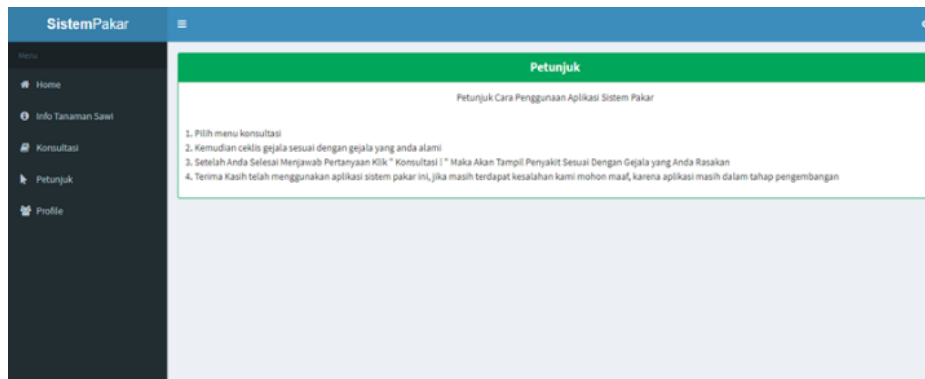 SistemPakar
Menu
Home
Info Tanaman Sawi
Konsultasi
Petunjuk
Profile
Petunjuk
Petunjuk Cara Penggunaan Aplikasi Sistem Pakar
1. Pilih menu konsultasi
2. Kemudian ceklis gejala sesuai dengan gejala yang anda alami
3. Setelah Anda Selesai Menjawab Pertanyaan Klik " Konsultasi ! " Maka Akan Tampil Penyakit Sesuai Dengan Gejala yang Anda Rasakan
4. Terima Kasih telah menggunakan aplikasi sistem pakar ini, jika masih terdapat kesalahan kami mohon maaf, karena aplikasi masih dalam tahap pengembangan